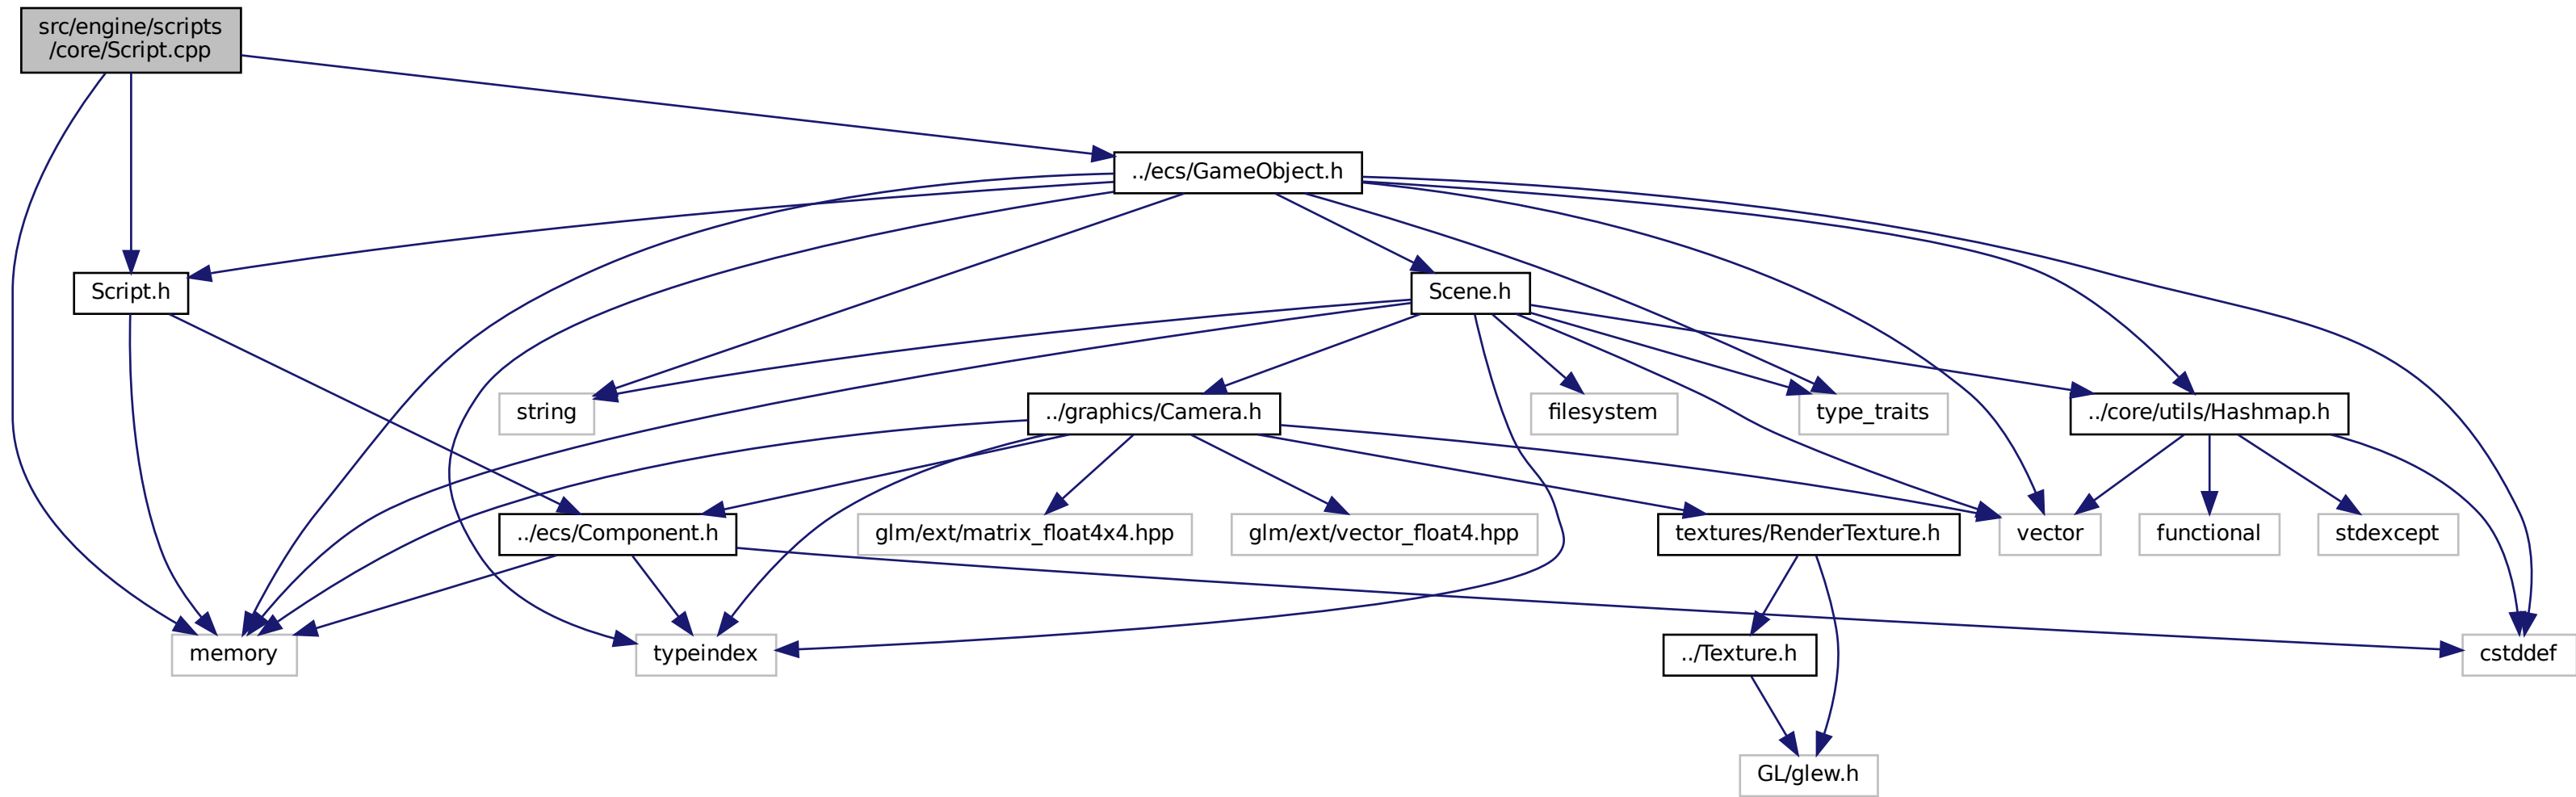 src/engine/scripts
/core/Script.cpp
../ecs/GameObject.h
Script.h
Scene.h
string
../graphics/Camera.h
filesystem
type_traits
../core/utils/Hashmap.h
../ecs/Component.h
glm/ext/matrix_float4x4.hpp
glm/ext/vector_float4.hpp
textures/RenderTexture.h
vector
functional
stdexcept
memory
typeindex
../Texture.h
cstddef
GL/glew.h